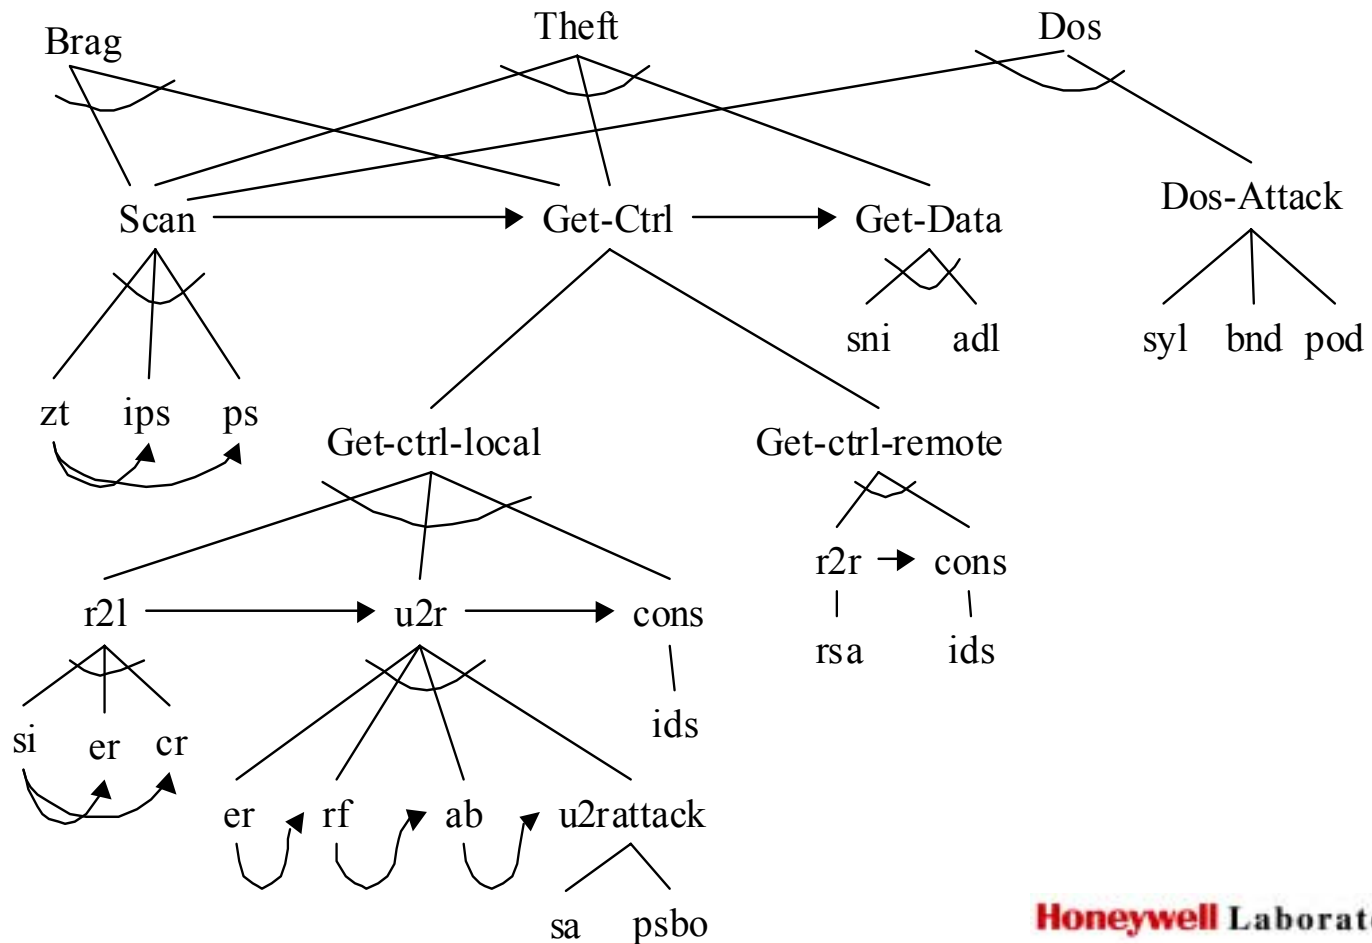 Brag Theft Dos
Scan Get-Ctrl Get-Data Dos-Attack
sni adl syl bnd pod
zt ips ps
Get-ctrl-local Get-ctrl-remote
r2r cons
r2l u2r cons
rsa ids
ids
si er cr
er rf ab u2rattack
sa psbo
Honeywell Laborat